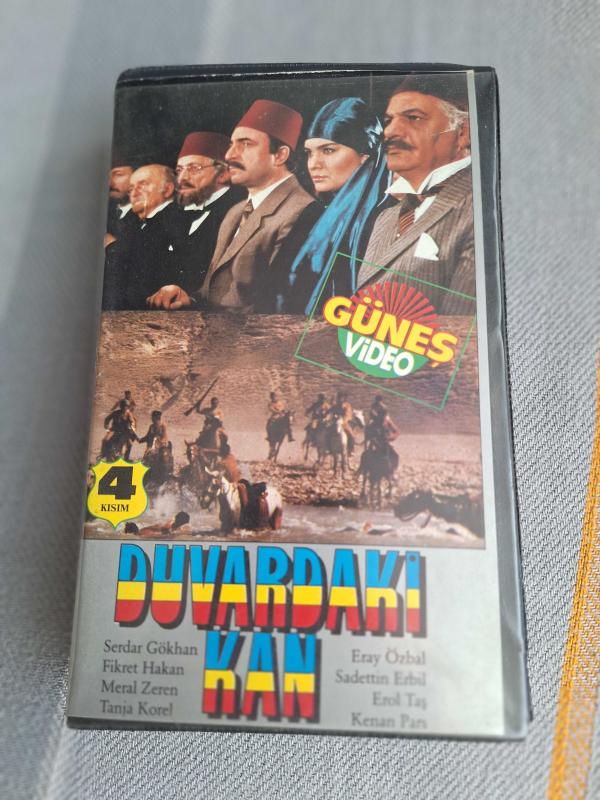 GÜNEŞ
VİDEO
4
KISIM
DUVARDAKİ
KAN
Serdar Gökhan
Fikret Hakan
Meral Zeren
Tanja Korel
Eray Özbal
Sadettin Erbil
Erol Taş
Kenan Pars